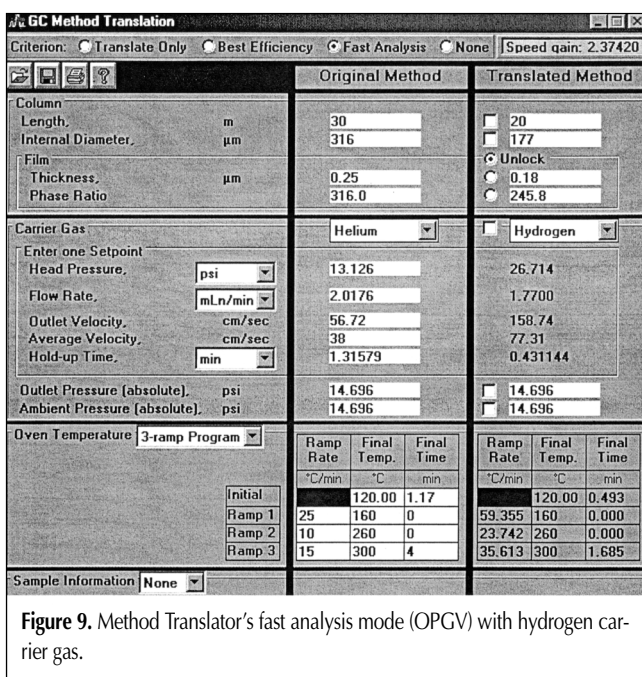 GC Method Translation
Criterion: Translate Only Best Efficiency Fast Analysis None Speed gain: 2.37420
Original Method Translated Method
Column
Length, m 30 20
Internal Diameter, µm 316 177
Film Unlock
Thickness, µm 0.25 0.18
Phase Ratio 316.0 245.8
Carrier Gas Helium Hydrogen
Enter one Setpoint
Head Pressure, psi 13.126 26.714
Flow Rate, mLn/min 2.0176 1.7700
Outlet Velocity, cm/sec 56.72 158.74
Average Velocity, cm/sec 38 77.31
Hold-up Time, min 1.31579 0.431144
Outlet Pressure (absolute), psi 14.696 14.696
Ambient Pressure (absolute), psi 14.696 14.696
Oven Temperature 3-ramp Program
Ramp Rate Final Temp. Final Time Ramp Rate Final Temp. Final Time
°C/min °C min °C/min °C min
Initial 120.00 1.17 120.00 0.493
Ramp 1 25 160 0 59.355 160 0.000
Ramp 2 10 260 0 23.742 260 0.000
Ramp 3 15 300 4 35.613 300 1.685
Sample Information None
Figure 9. Method Translator's fast analysis mode (OPGV) with hydrogen car-
rier gas.